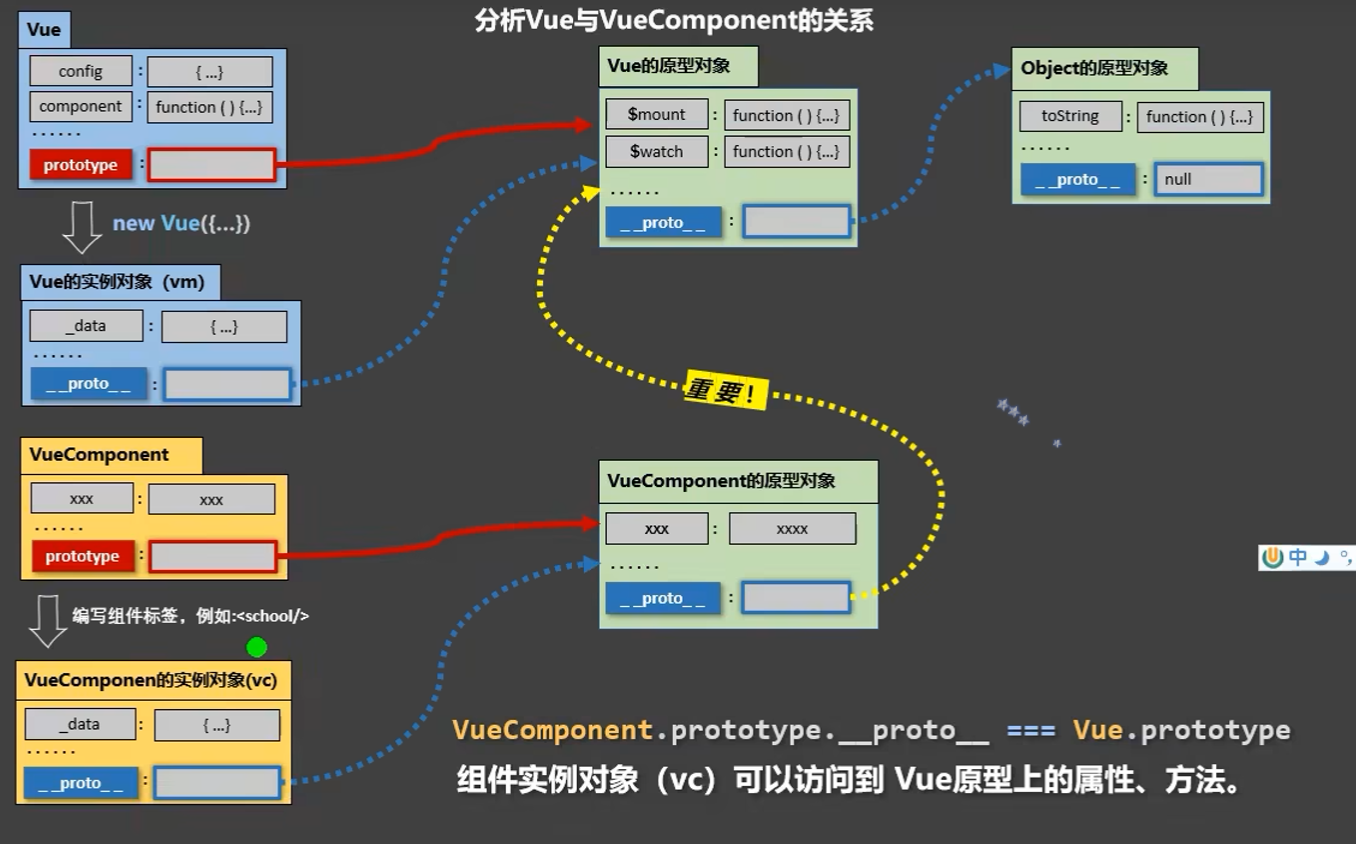 分析Vue与VueComponent的关系
Vue
config : { ...}
component : function ( ) {...}
······
prototype :
new Vue({...})
Vue的实例对象（vm）
_data : { ...}
······
_ _proto_ _ :
VueComponent
xxx : xxx
······
prototype :
编写组件标签，例如:<school/>
VueComponen的实例对象(vc)
_data : { ...}
······
_ _proto_ _ :
Vue的原型对象
$mount : function ( ) {...}
$watch : function ( ) {...}
······
_ _proto_ _ :
Object的原型对象
toString : function ( ) {...}
······
_ _proto_ _ : null
重 要！
VueComponent的原型对象
xxx : xxxx
······
_ _proto_ _ :
中 °,
VueComponent.prototype.__proto__ === Vue.prototype
组件实例对象（vc）可以访问到 Vue原型上的属性、方法。